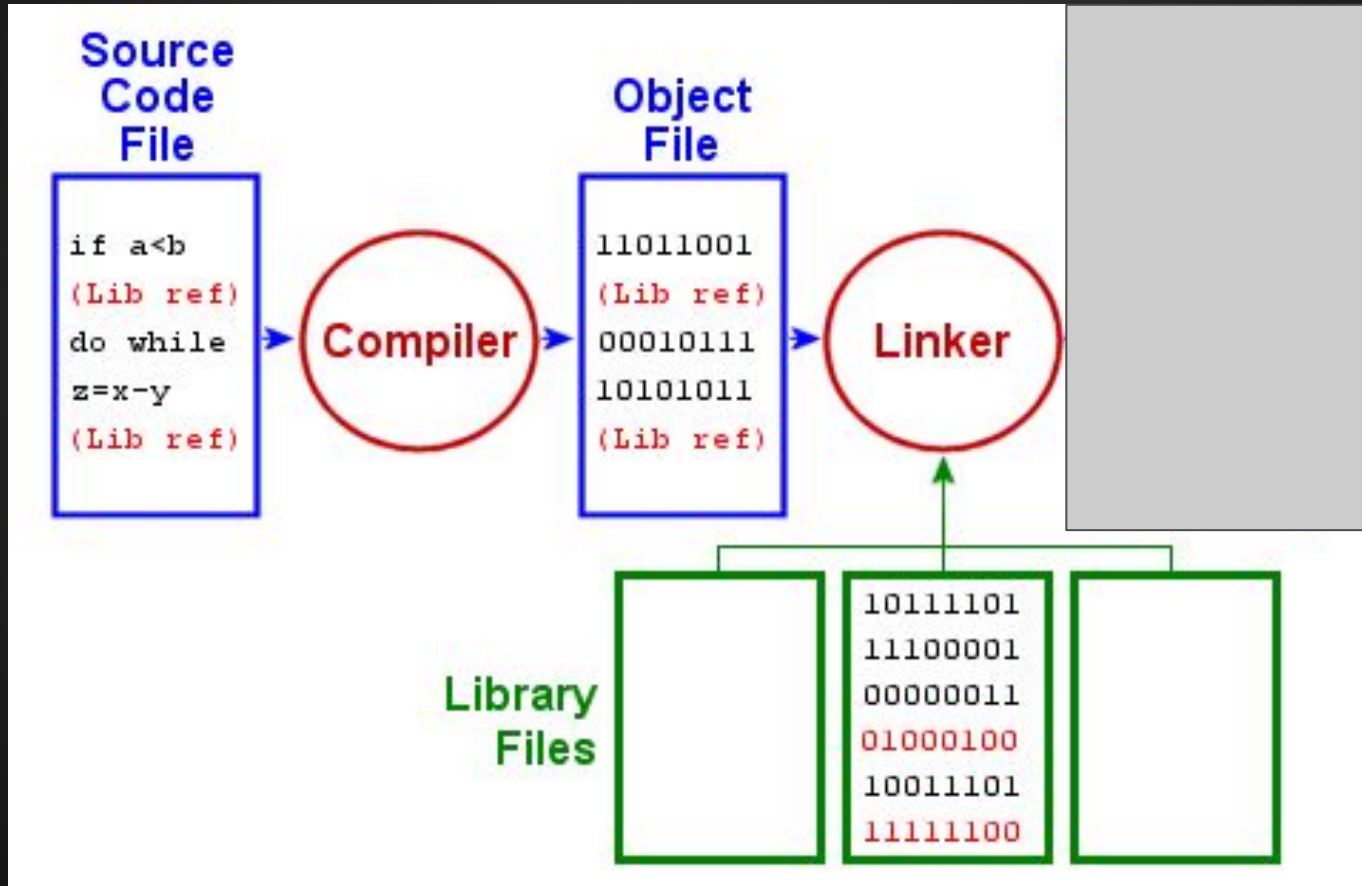 Source
Code
File
if a<b
(Lib ref)
do while
z=x-y
(Lib ref)
Compiler
Object
File
11011001
(Lib ref)
00010111
10101011
(Lib ref)
Linker
Library
Files
10111101
11100001
00000011
01000100
10011101
11111100